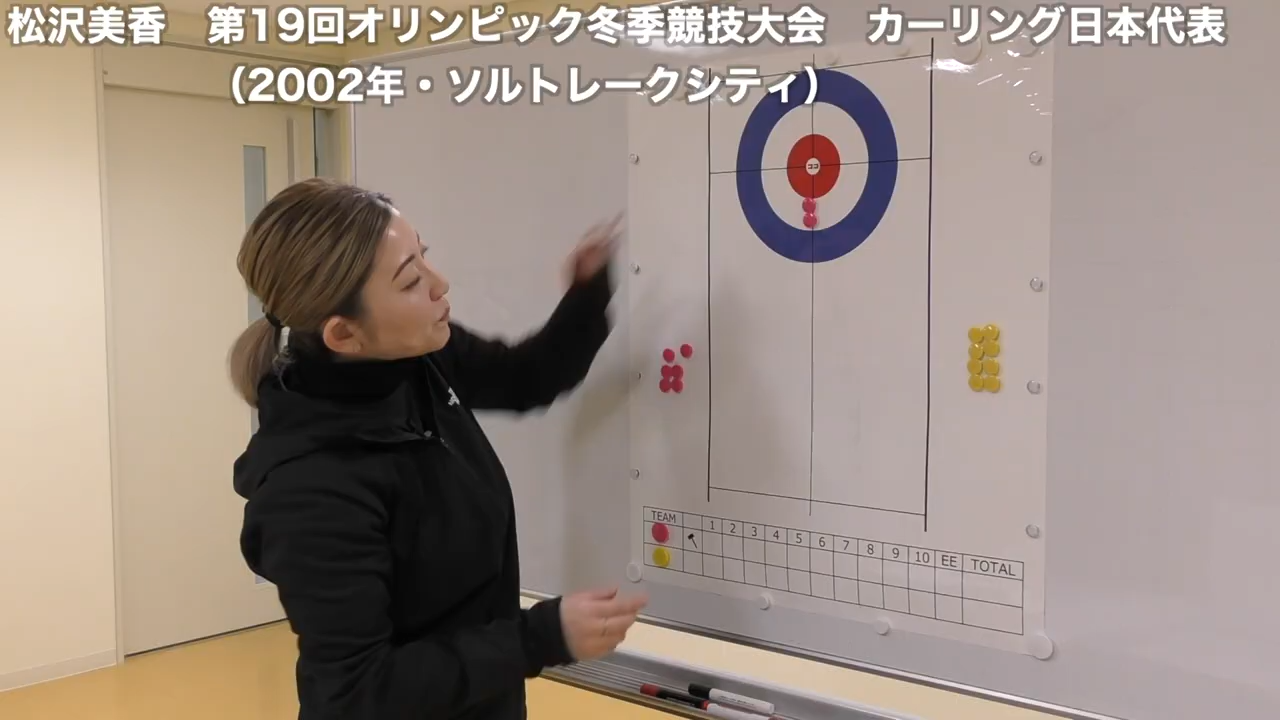 松沢美香　第19回オリンピック冬季競技大会　カーリング日本代表
（2002年・ソルトレークシティ）
TEAM 1 2 3 4 5 6 7 8 9 10 EE TOTAL